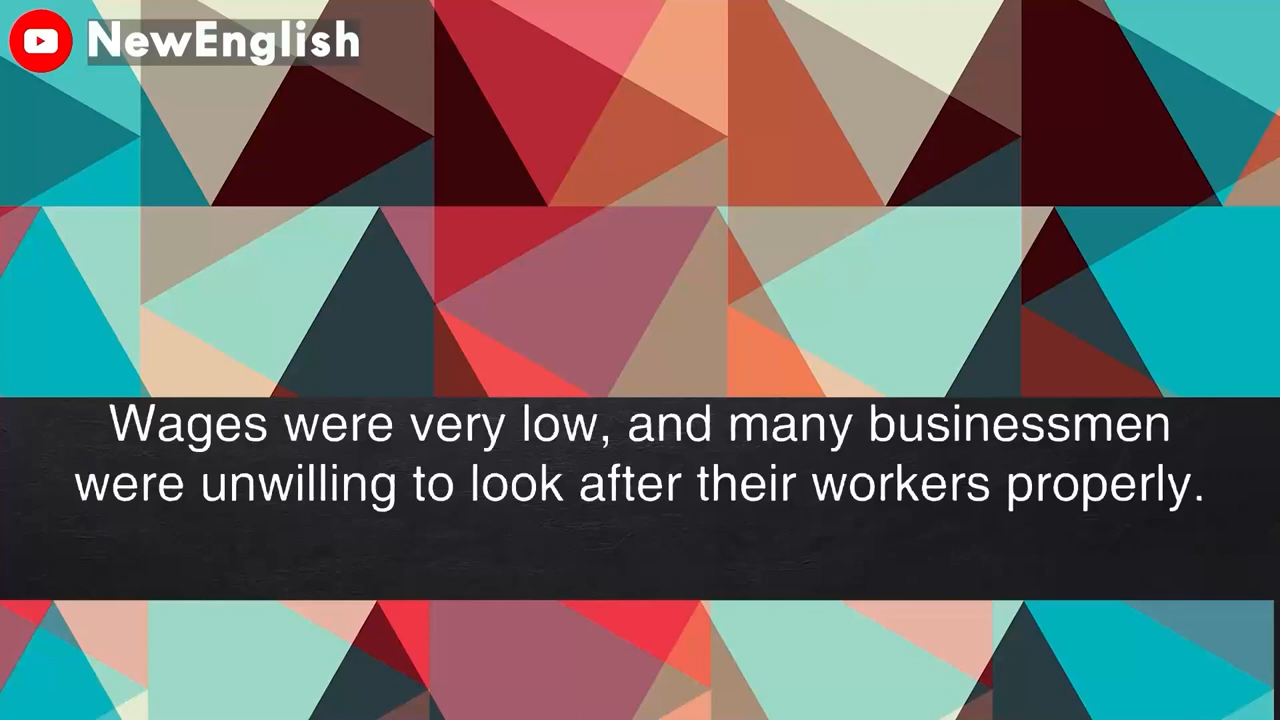 NewEnglish
Wages were very low, and many businessmen
were unwilling to look after their workers properly.